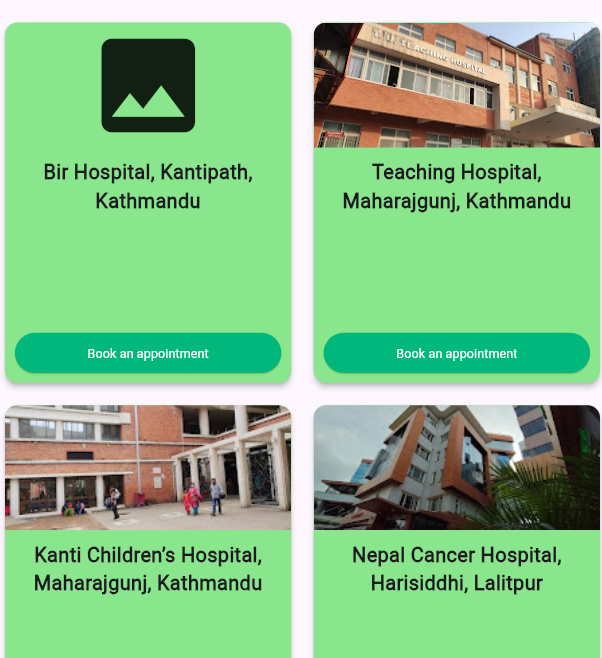 Bir Hospital, Kantipath,
Kathmandu
Book an appointment
TEACHING HOSPITAL
Teaching Hospital,
Maharajgunj, Kathmandu
Book an appointment
Kanti Children’s Hospital,
Maharajgunj, Kathmandu
Nepal Cancer Hospital,
Harisiddhi, Lalitpur